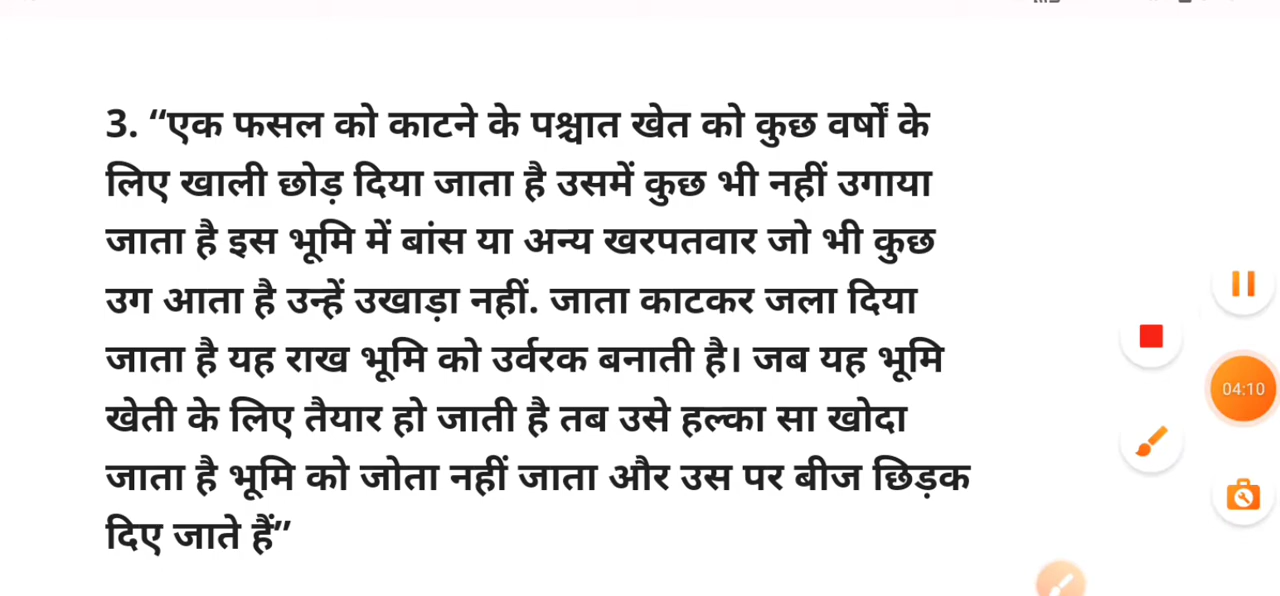 3. “एक फसल को काटने के पश्चात खेत को कुछ वर्षों के
लिए खाली छोड़ दिया जाता है उसमें कुछ भी नहीं उगाया
जाता है इस भूमि में बांस या अन्य खरपतवार जो भी कुछ
उग आता है उन्हें उखाड़ा नहीं. जाता काटकर जला दिया
जाता है यह राख भूमि को उर्वरक बनाती है। जब यह भूमि
खेती के लिए तैयार हो जाती है तब उसे हल्का सा खोदा
जाता है भूमि को जोता नहीं जाता और उस पर बीज छिड़क
दिए जाते हैं”
04:10